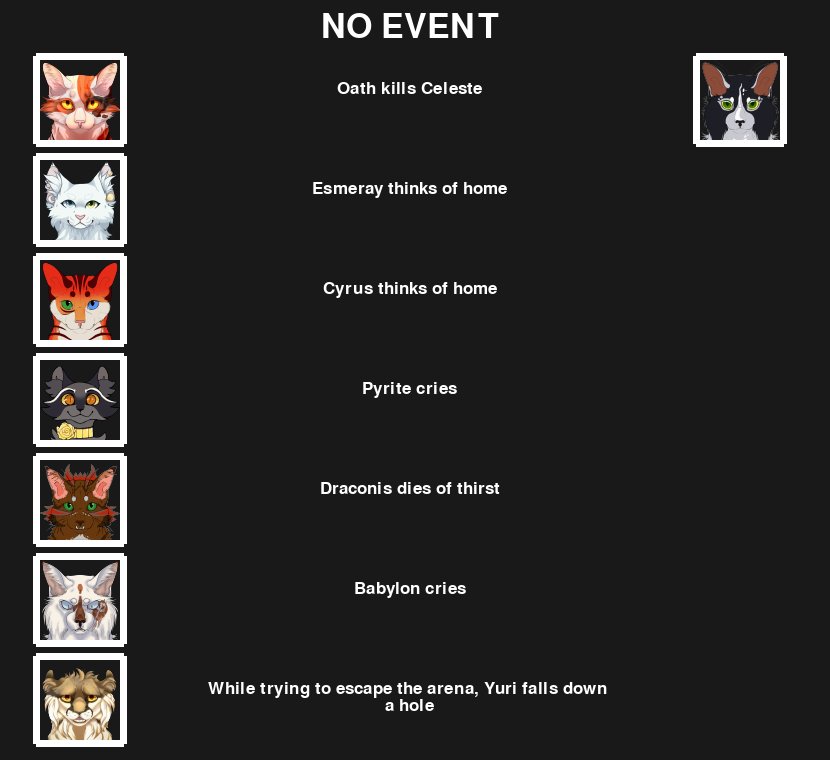 NO EVENT
Oath kills Celeste
Esmeray thinks of home
Cyrus thinks of home
Pyrite cries
Draconis dies of thirst
Babylon cries
While trying to escape the arena, Yuri falls down
a hole